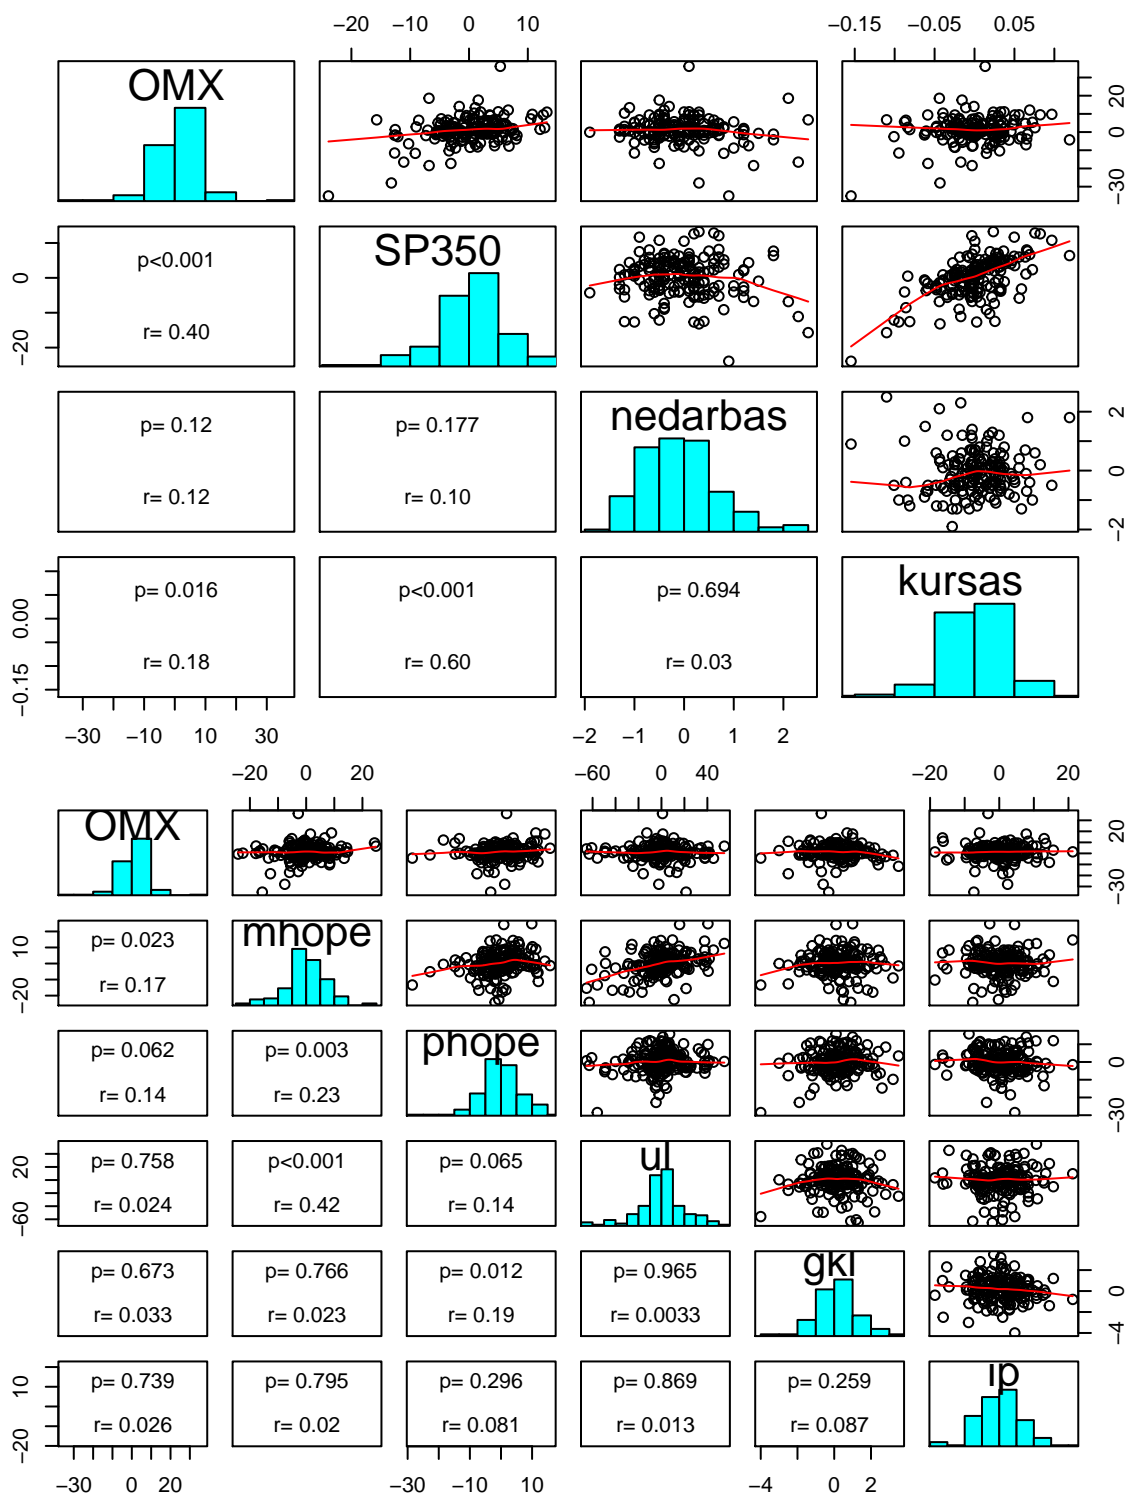 −20 −10 0 10 −0.15 −0.05 0.05
OMX
20
0
−30
SP350
p<0.001
r= 0.40
0
−20
nedarbas
p= 0.12 p= 0.177
r= 0.12 r= 0.10
2
0
−2
kursas
p= 0.016 p<0.001 p= 0.694
r= 0.18 r= 0.60 r= 0.03
0.00
−0.15
−30 −10 10 30 −2 −1 0 1 2
−20 0 20 −60 0 40 −20 0 20
OMX
20
−30
mhope
p= 0.023
r= 0.17
10
−20
phope
p= 0.062 p= 0.003
r= 0.14 r= 0.23
0
−30
ul
p= 0.758 p<0.001 p= 0.065
r= 0.024 r= 0.42 r= 0.14
20
−60
gki
p= 0.673 p= 0.766 p= 0.012 p= 0.965
r= 0.033 r= 0.023 r= 0.19 r= 0.0033
0
−4
ip
p= 0.739 p= 0.795 p= 0.296 p= 0.869 p= 0.259
r= 0.026 r= 0.02 r= 0.081 r= 0.013 r= 0.087
10
−20
−30 0 20 −30 −10 10 −4 0 2